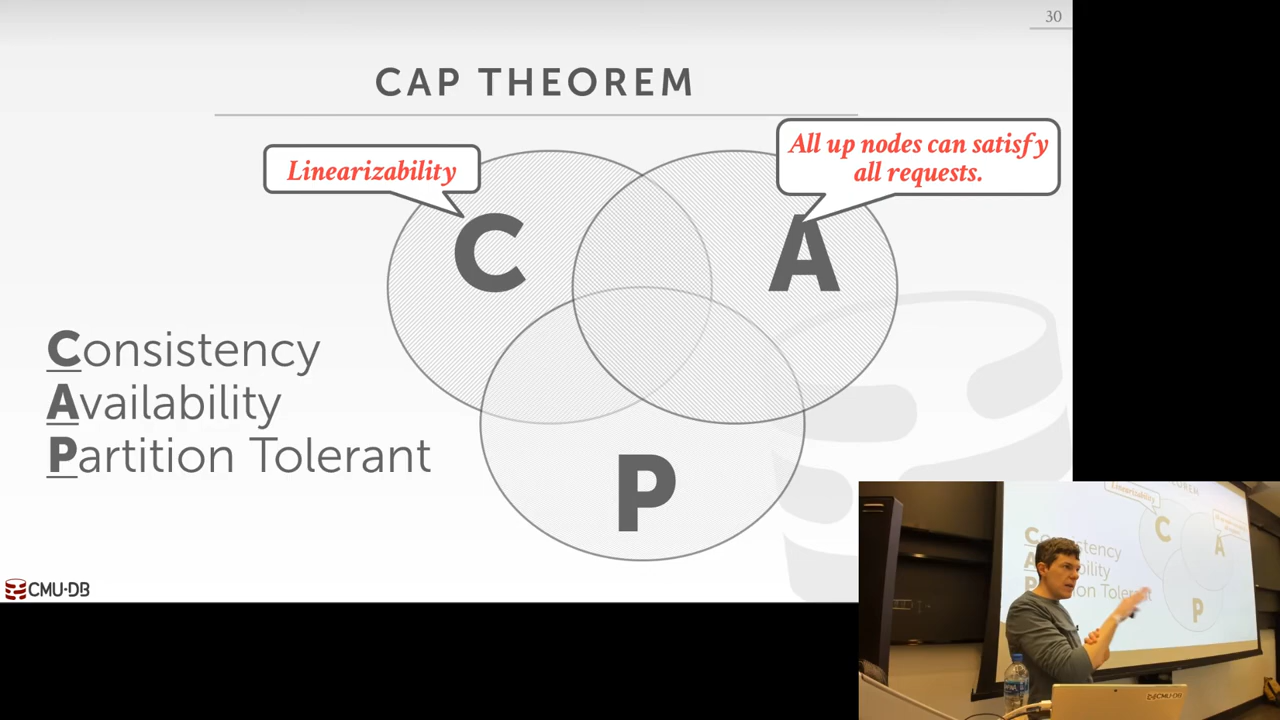 30
CAP THEOREM
Linearizability
All up nodes can satisfy
all requests.
C
A
P
Consistency
Availability
Partition Tolerant
CMU·DB
C
A
P